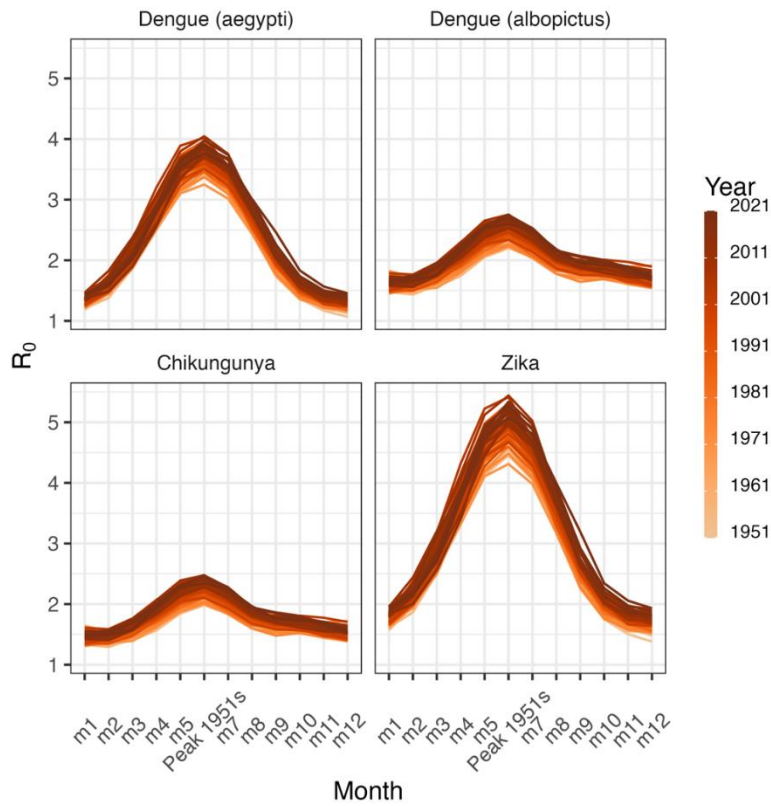 Dengue (aegypti)
Dengue (albopictus)
5
4
3
2
1
Chikungunya
Zika
5
4
3
2
1
R0
m1
m2
m3
m4
m5
Peak 1951s
m7
m8
m9
m10
m11
m12
m1
m2
m3
m4
m5
Peak 1951s
m7
m8
m9
m10
m11
m12
Month
Year
2021
2011
2001
1991
1981
1971
1961
1951